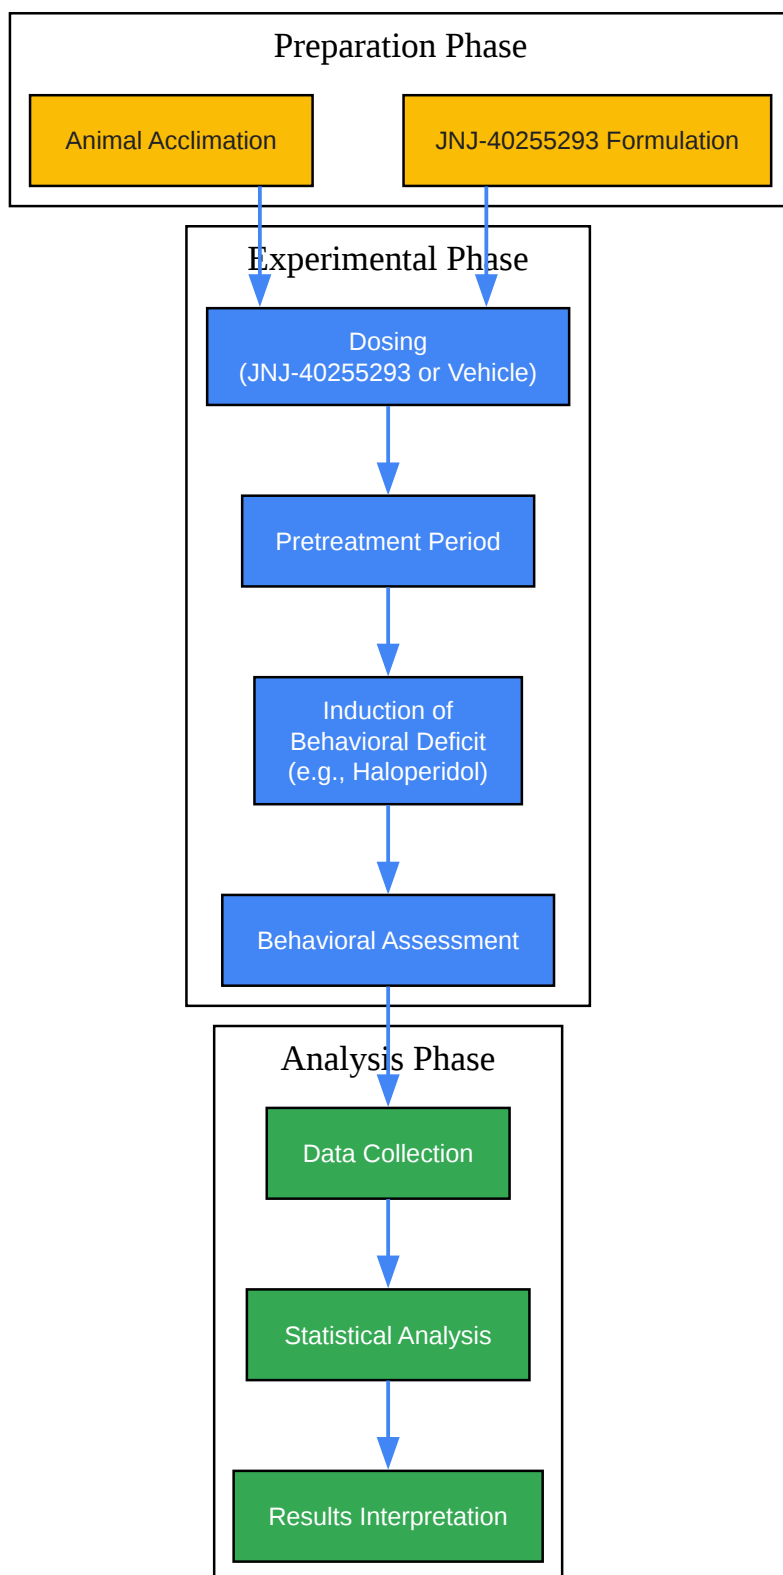 Preparation Phase
Animal Acclimation
JNJ-40255293 Formulation
Experimental Phase
Dosing
(JNJ-40255293 or Vehicle)
Pretreatment Period
Induction of
Behavioral Deficit
(e.g., Haloperidol)
Behavioral Assessment
Analysis Phase
Data Collection
Statistical Analysis
Results Interpretation